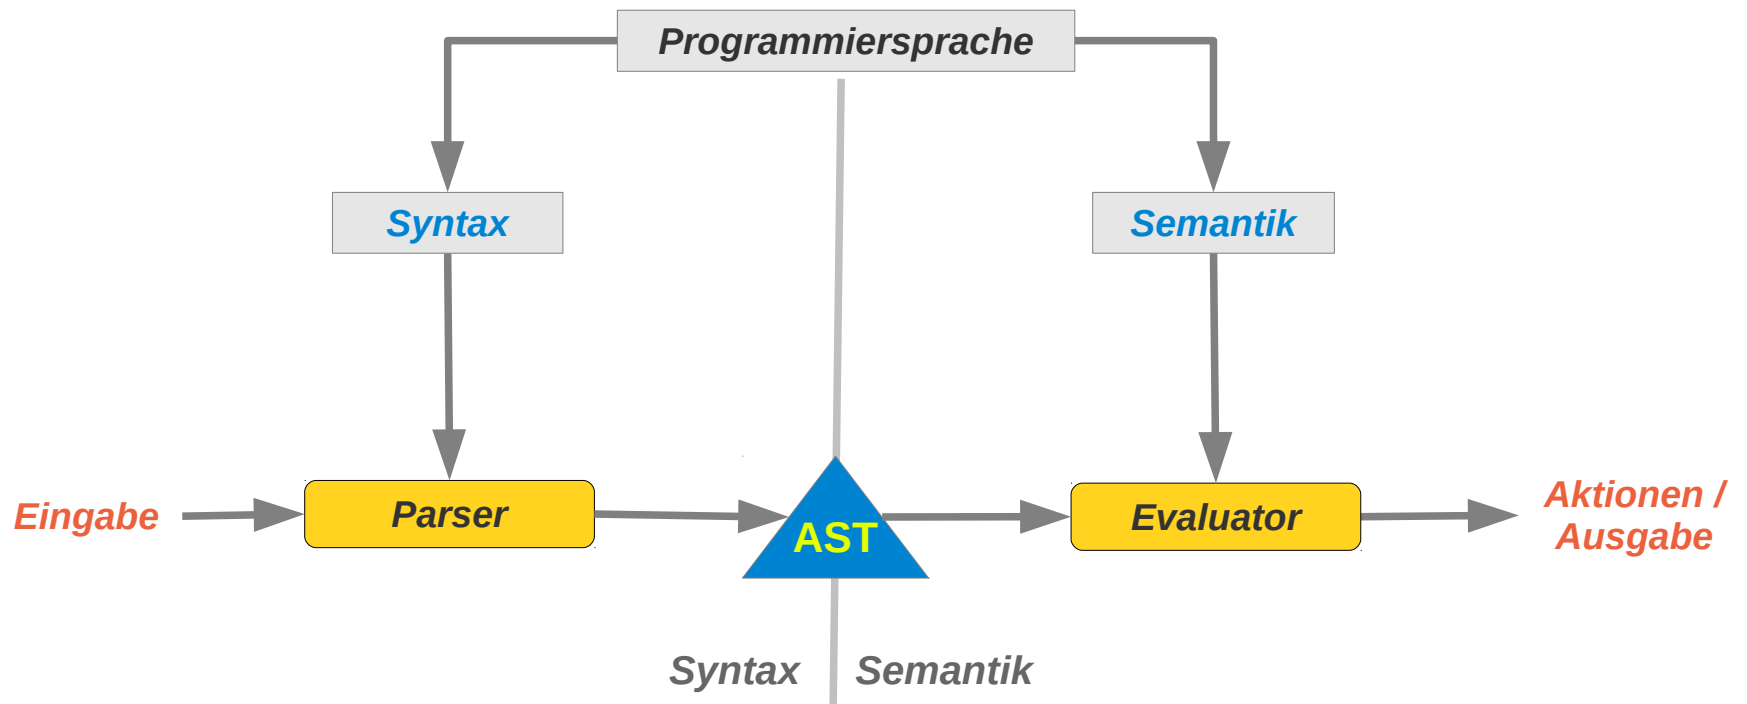 Programmiersprache
Syntax
Semantik
Eingabe
Parser
AST
Evaluator
Aktionen /
Ausgabe
Syntax
Semantik